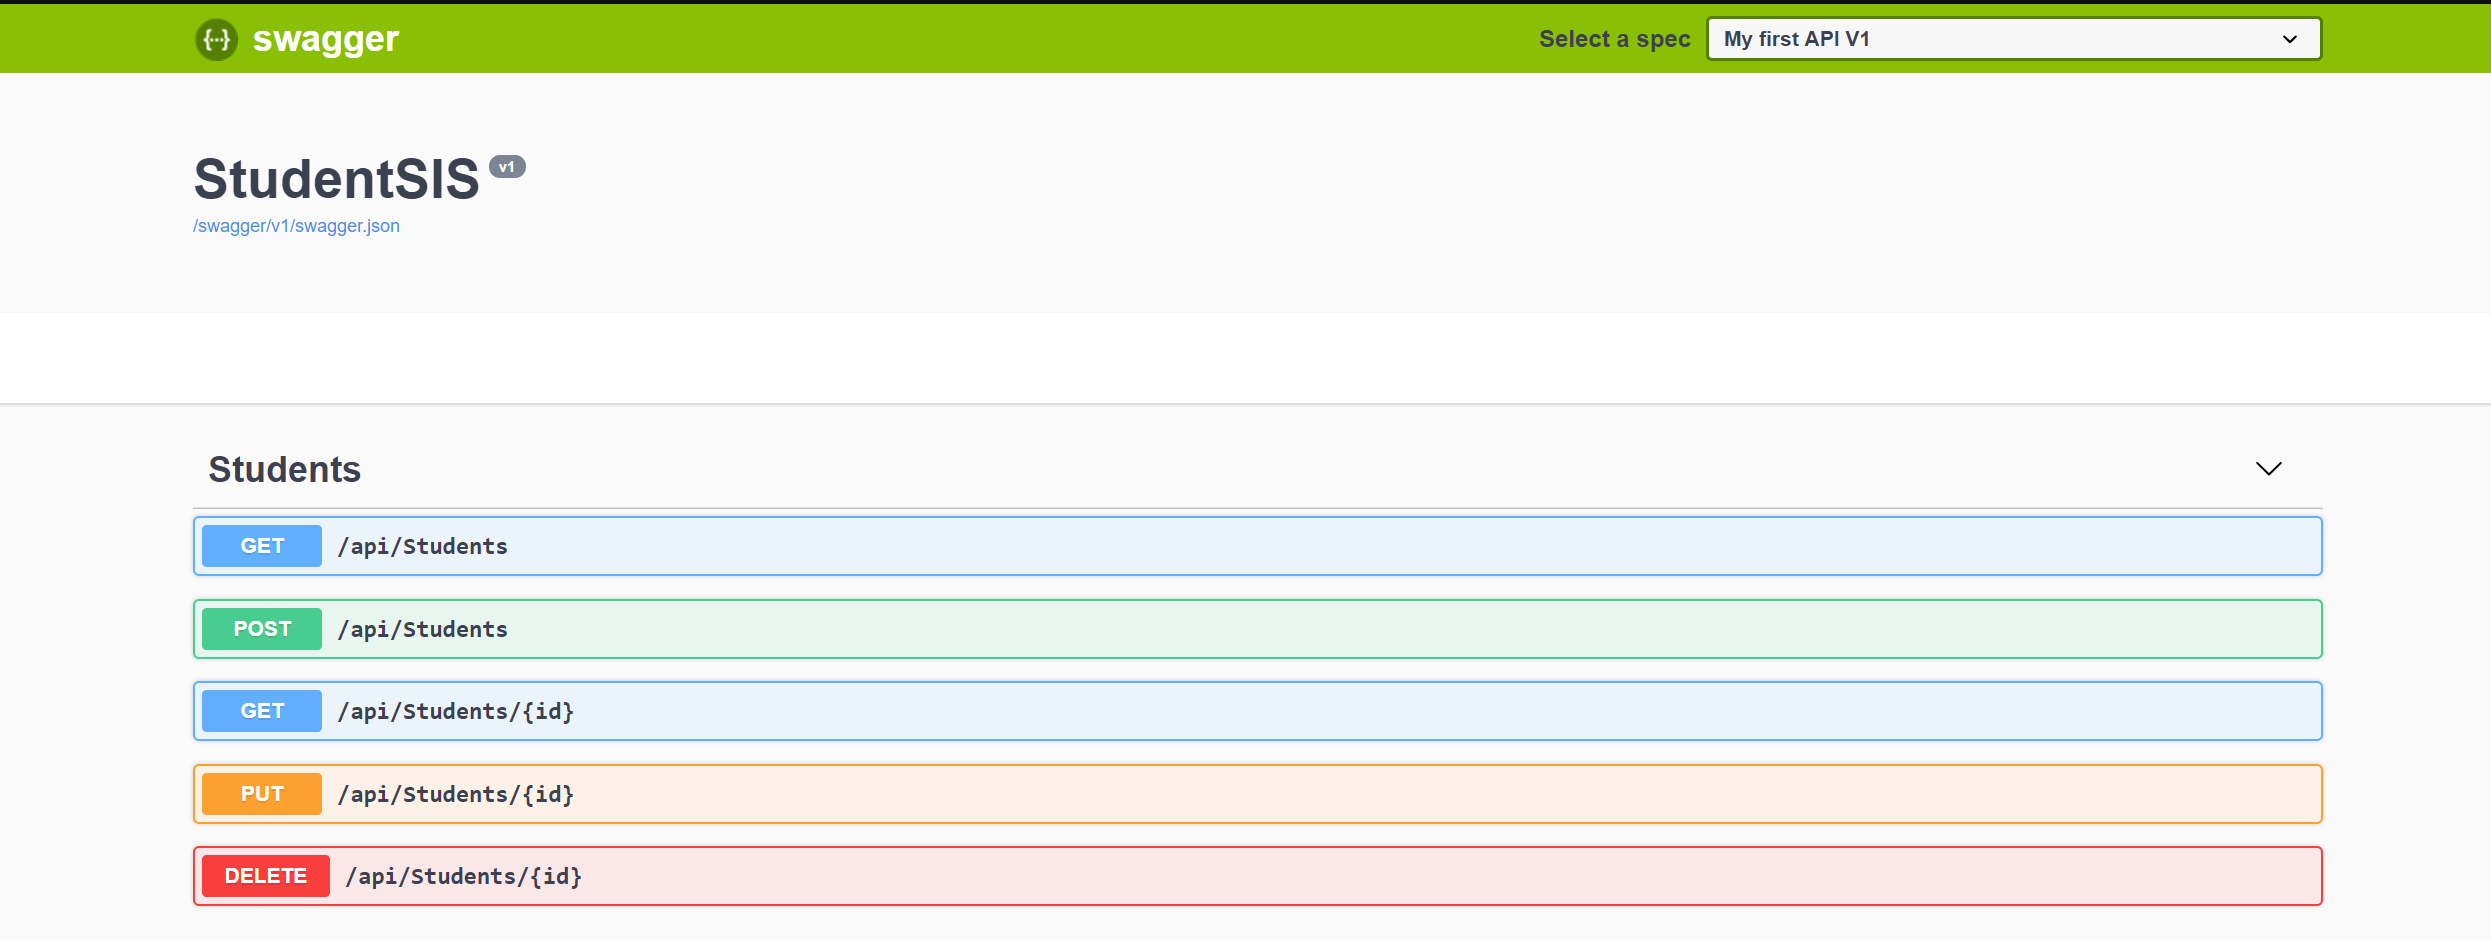 {···} swagger
Select a spec
My first API V1
StudentSIS v1
/swagger/v1/swagger.json
Students
GET /api/Students
POST /api/Students
GET /api/Students/{id}
PUT /api/Students/{id}
DELETE /api/Students/{id}